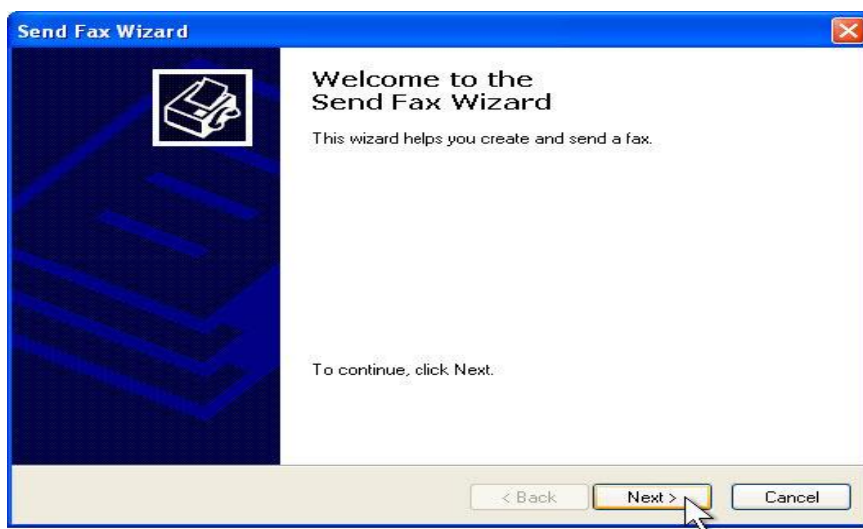 Send Fax Wizard
Welcome to the
Send Fax Wizard
This wizard helps you create and send a fax.
To continue, click Next.
< Back
Next >
Cancel